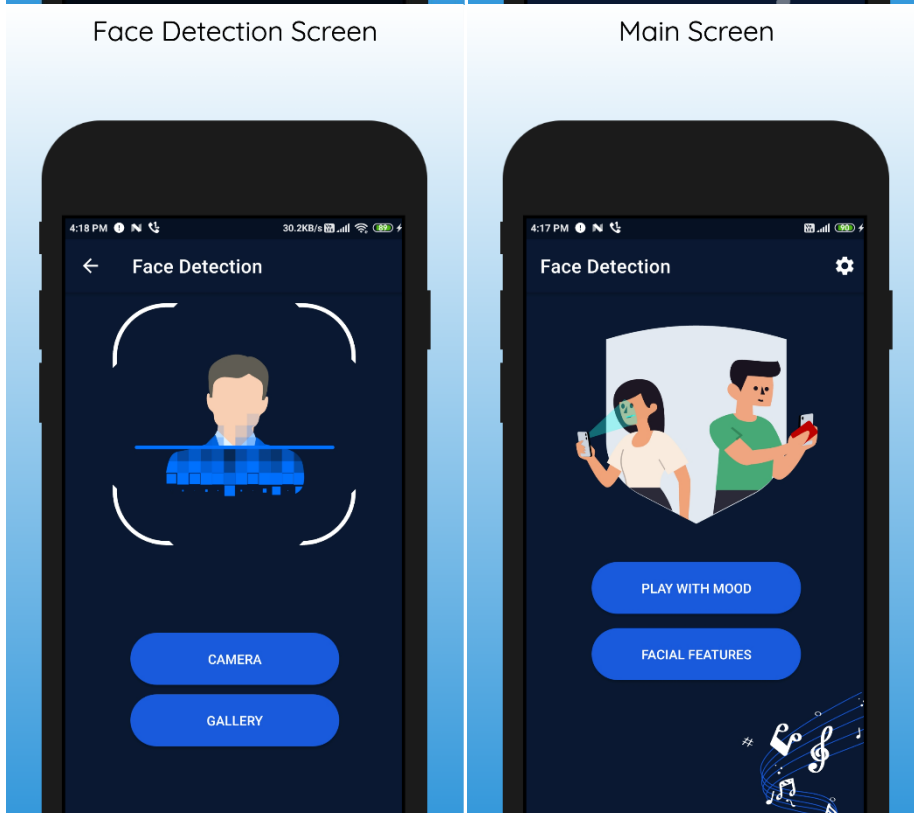 Face Detection Screen
4:18 PM
30.2KB/s
89
Face Detection
CAMERA
GALLERY
Main Screen
4:17 PM
90
Face Detection
PLAY WITH MOOD
FACIAL FEATURES